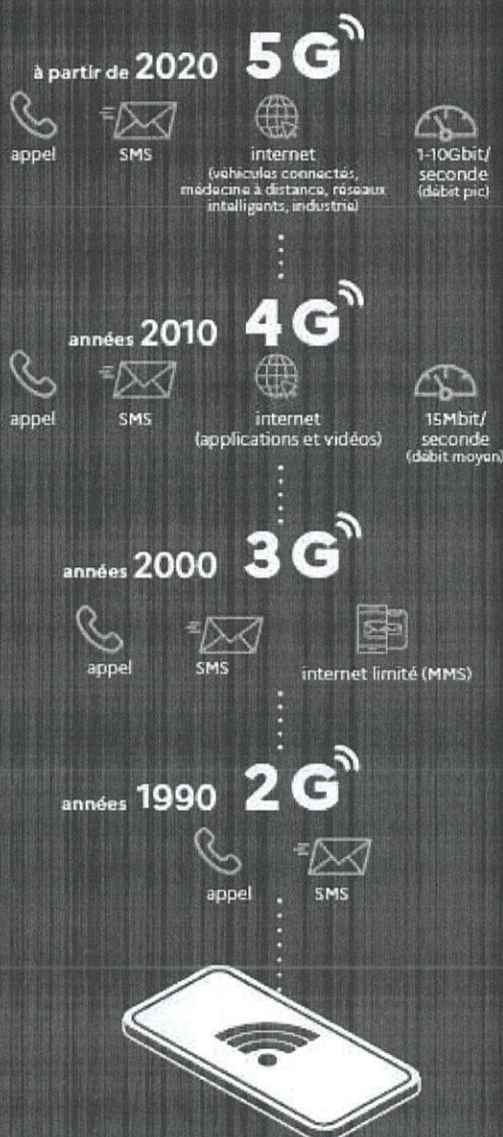 à partir de 2020 5G
appel
SMS
internet
(véhicules connectés,
médecine à distance, réseaux
intelligents, industrie)
1-10Gbit/
seconde
(débit pic)
années 2010 4G
appel
SMS
internet
(applications et vidéos)
15Mbit/
seconde
(débit moyen)
années 2000 3G
appel
SMS
internet limité (MMS)
années 1990 2G
appel
SMS